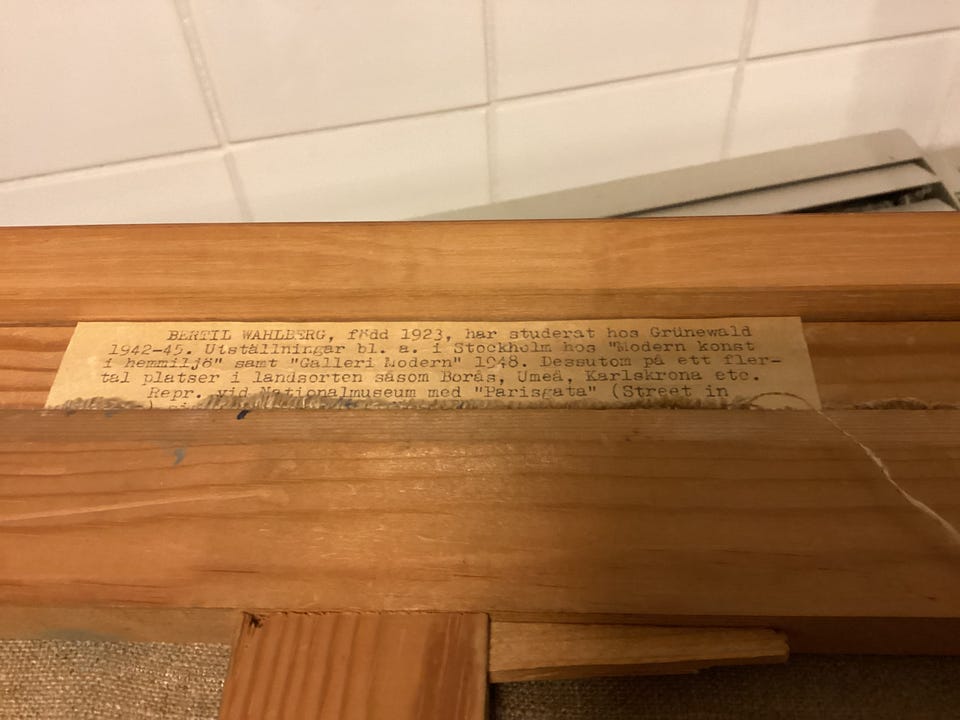 BERTIL WAHLBERG, född 1923, har studerat hos Grünewald
1942-45. Utställningar bl. a. i Stockholm hos "Modern konst
i hemmiljö" samt "Galleri Modern" 1948. Dessutom på ett fler-
tal platser i landsorten såsom Borås, Umeå, Karlskrona etc.
Repr. vid Nationalmuseum med "Parisgata" (Street in